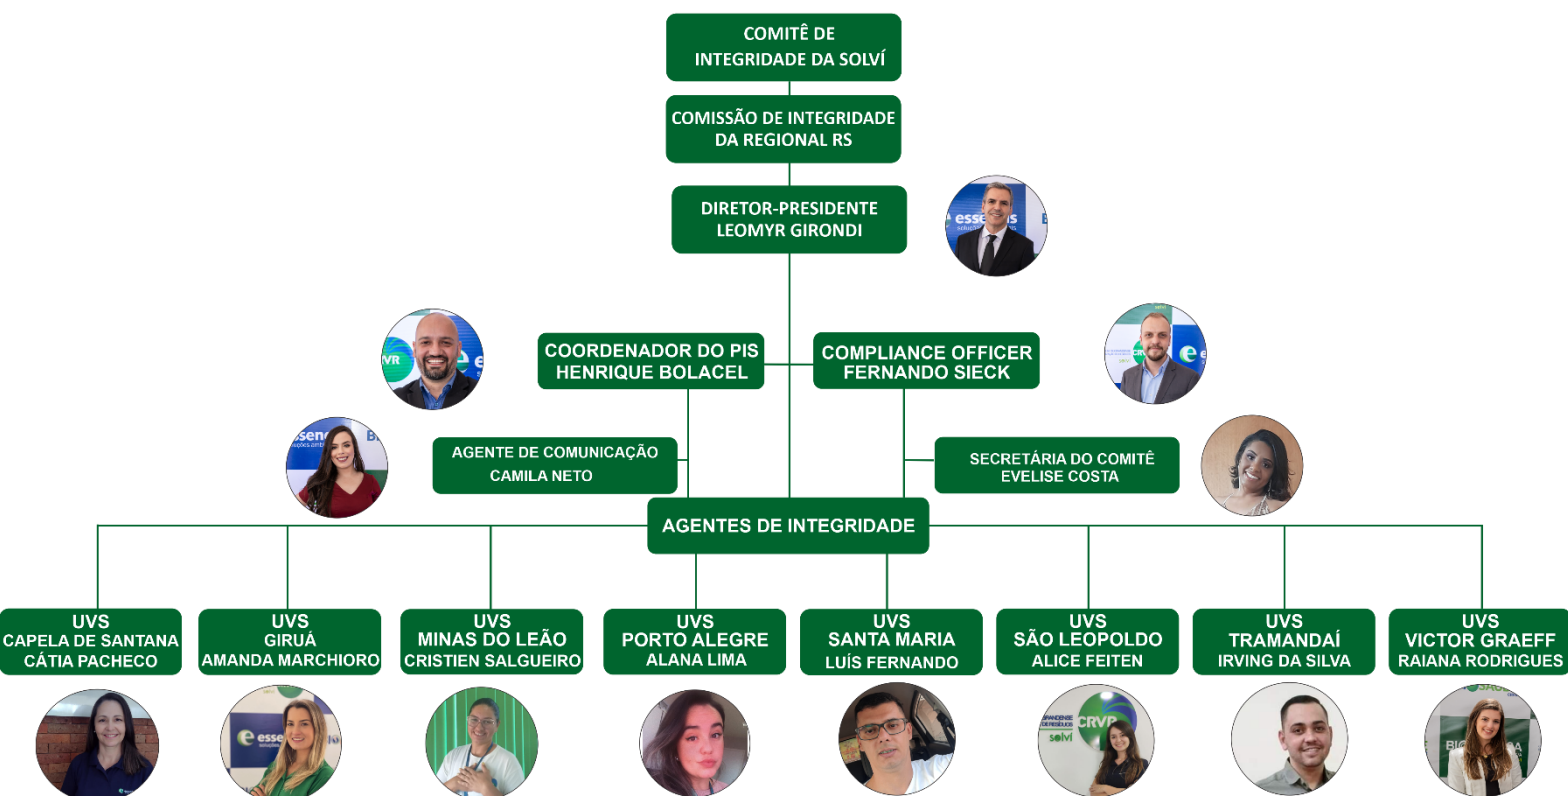 COMITÊ DE
INTEGRIDADE DA SOLVÍ
COMISSÃO DE INTEGRIDADE
DA REGIONAL RS
DIRETOR-PRESIDENTE
LEOMYR GIRONDI
COORDENADOR DO PIS
HENRIQUE BOLACEL
COMPLIANCE OFFICER
FERNANDO SIECK
AGENTE DE COMUNICAÇÃO
CAMILA NETO
SECRETÁRIA DO COMITÊ
EVELISE COSTA
AGENTES DE INTEGRIDADE
UVS
CAPELA DE SANTANA
CÁTIA PACHECO
UVS
GIRUÁ
AMANDA MARCHIORO
UVS
MINAS DO LEÃO
CRISTIEN SALGUEIRO
UVS
PORTO ALEGRE
ALANA LIMA
UVS
SANTA MARIA
LUÍS FERNANDO
UVS
SÃO LEOPOLDO
ALICE FEITEN
UVS
TRAMANDAÍ
IRVING DA SILVA
UVS
VICTOR GRAEFF
RAIANA RODRIGUES
CRVR
solví